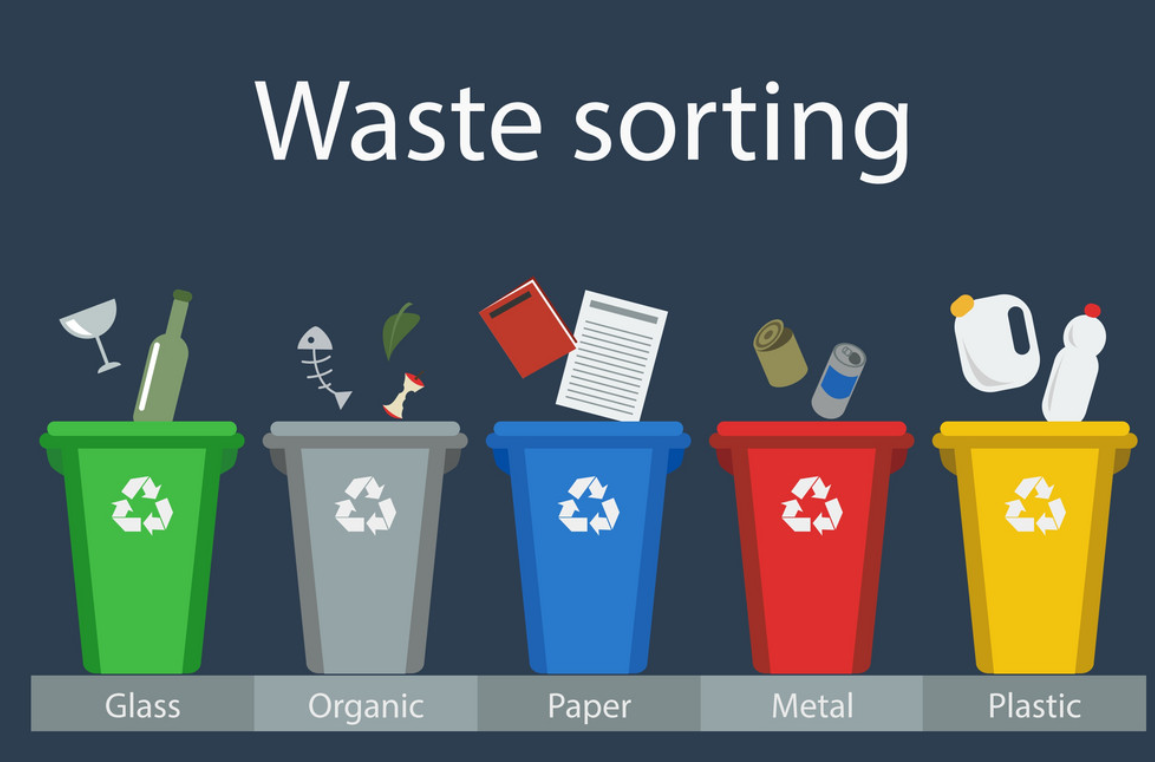 Waste sorting
Glass
Organic
Paper
Metal
Plastic